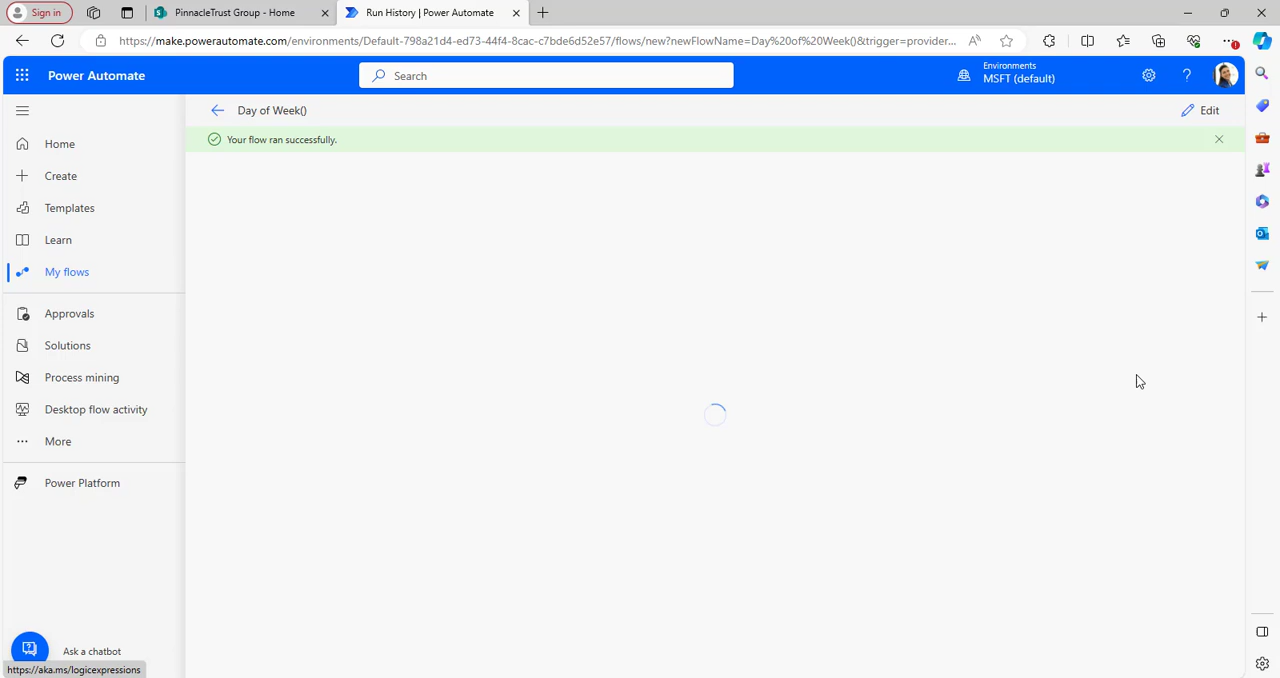 Sign in
PinnacleTrust Group - Home
Run History | Power Automate
https://make.powerautomate.com/environments/Default-798a21d4-ed73-44f4-8cac-c7bde6d52e57/flows/new?newFlowName=Day%20of%20Week()&trigger=provider...
Power Automate
Search
Environments
MSFT (default)
Day of Week()
Edit
Your flow ran successfully.
Home
Create
Templates
Learn
My flows
Approvals
Solutions
Process mining
Desktop flow activity
More
Power Platform
Ask a chatbot
https://aka.ms/logicexpressions